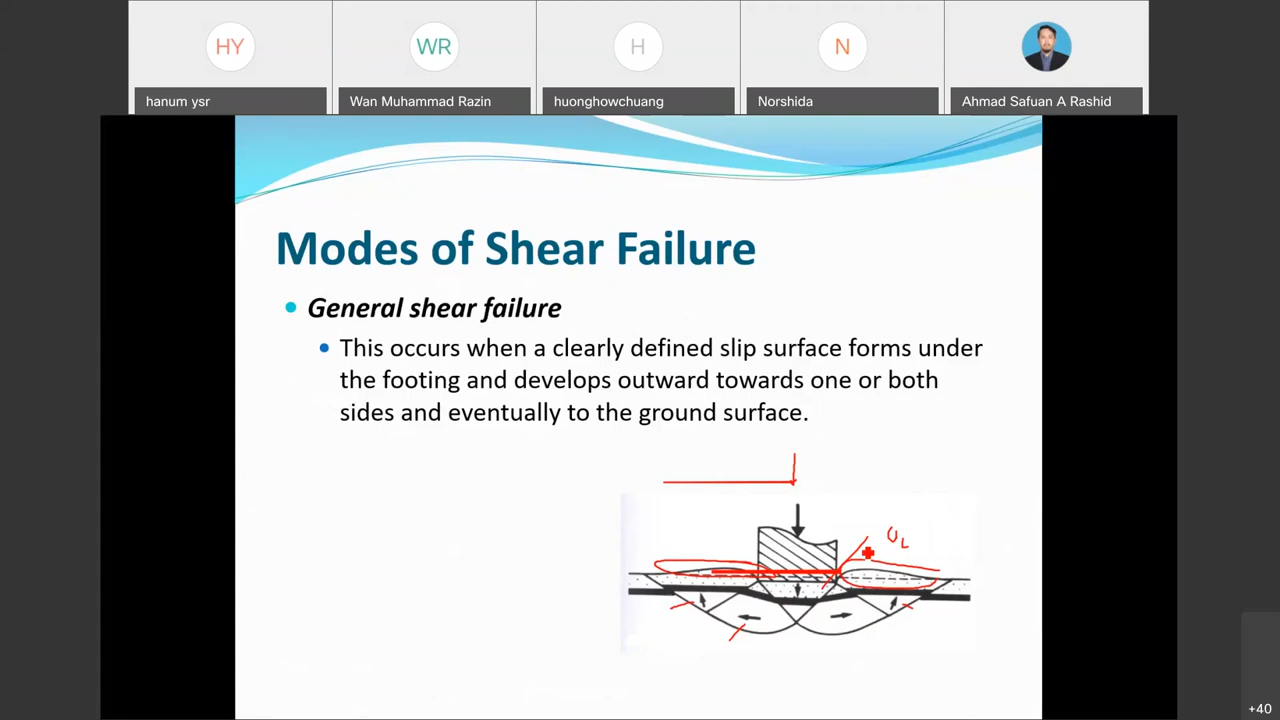 HY
WR
H
N
hanum ysr
Wan Muhammad Razin
huonghowchuang
Norshida
Ahmad Safuan A Rashid
Modes of Shear Failure
General shear failure
This occurs when a clearly defined slip surface forms under
the footing and develops outward towards one or both
sides and eventually to the ground surface.
+40